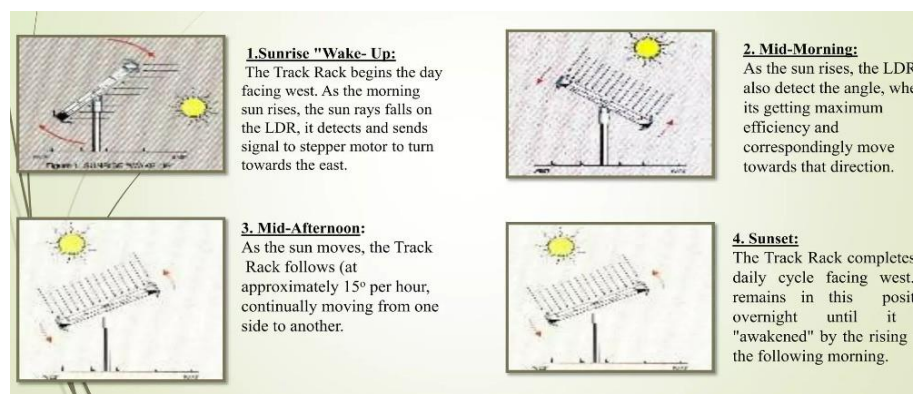 1.Sunrise "Wake- Up:
The Track Rack begins the day
facing west. As the morning
sun rises, the sun rays falls on
the LDR, it detects and sends
signal to stepper motor to turn
towards the east.
2. Mid-Morning:
As the sun rises, the LDR
also detect the angle, whe
its getting maximum
efficiency and
correspondingly move
towards that direction.
3. Mid-Afternoon:
As the sun moves, the Track
Rack follows (at
approximately 15º per hour,
continually moving from one
side to another.
4. Sunset:
The Track Rack completes
daily cycle facing west.
remains in this posit
overnight until it
"awakened" by the rising
the following morning.